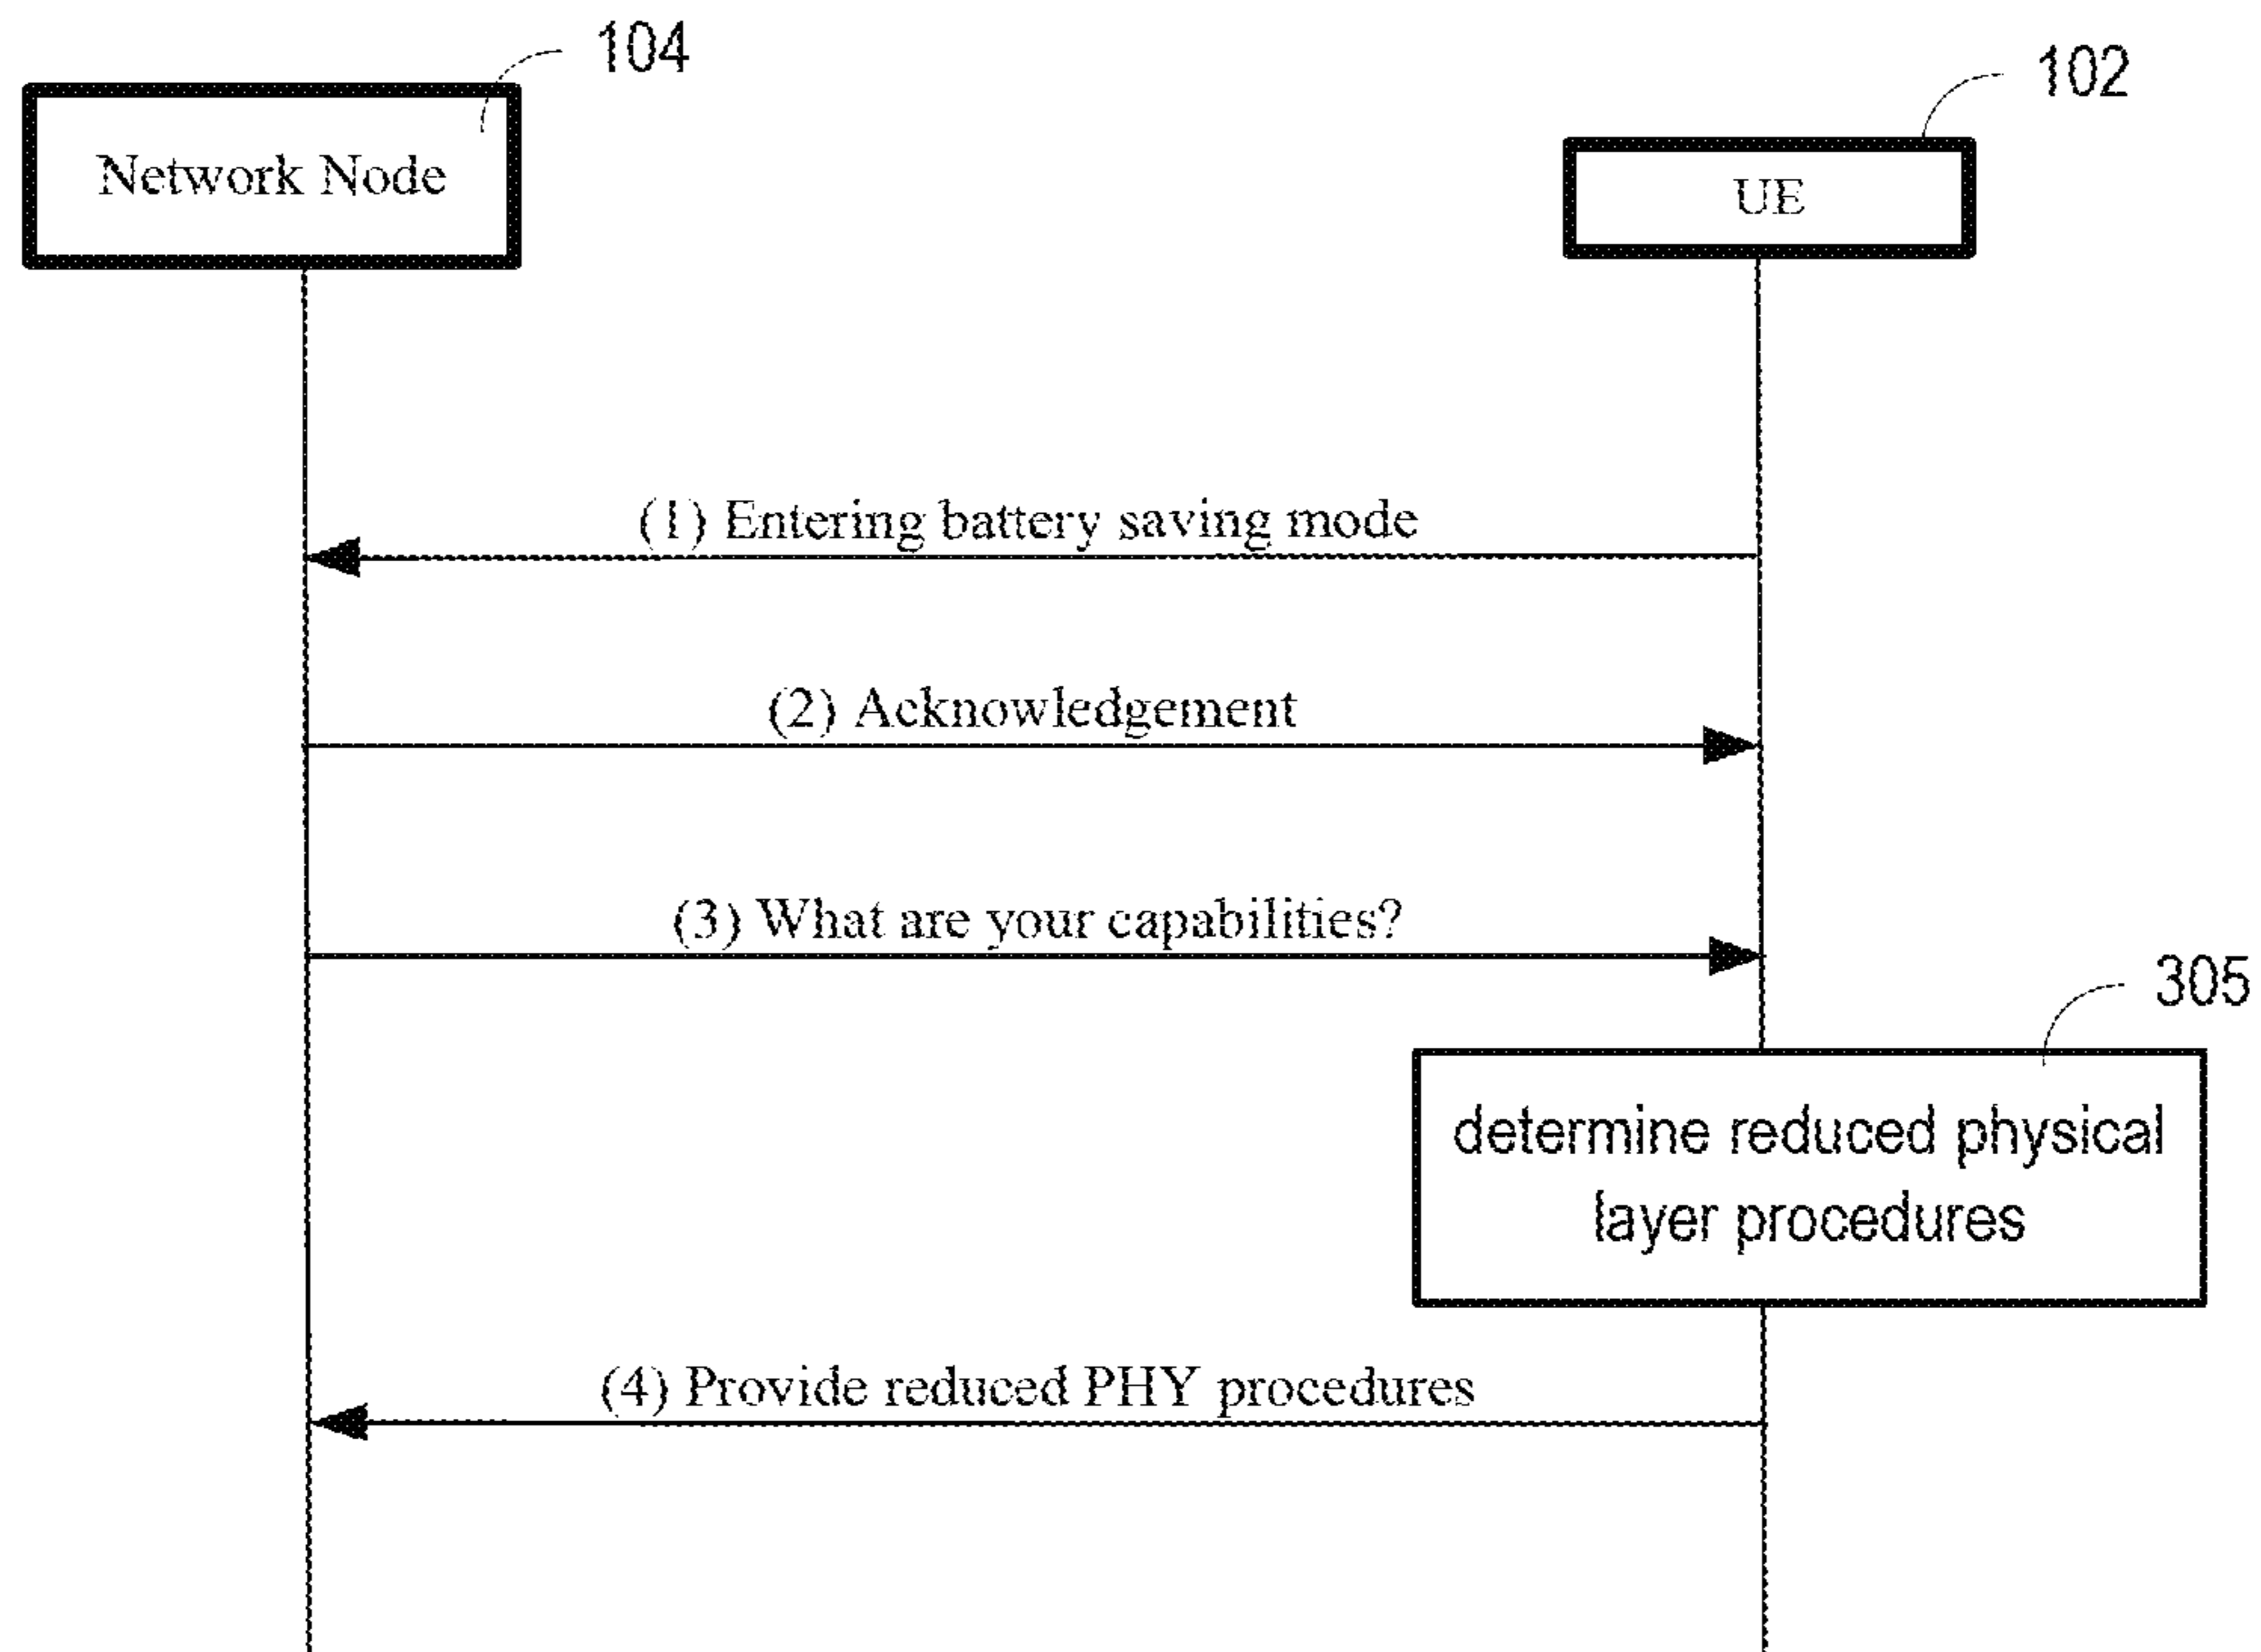 104
102
Network Node
UE
(1) Entering battery saving mode
(2) Acknowledgement
(3) What are your capabilities?
305
determine reduced physical
layer procedures
(4) Provide reduced PHY procedures